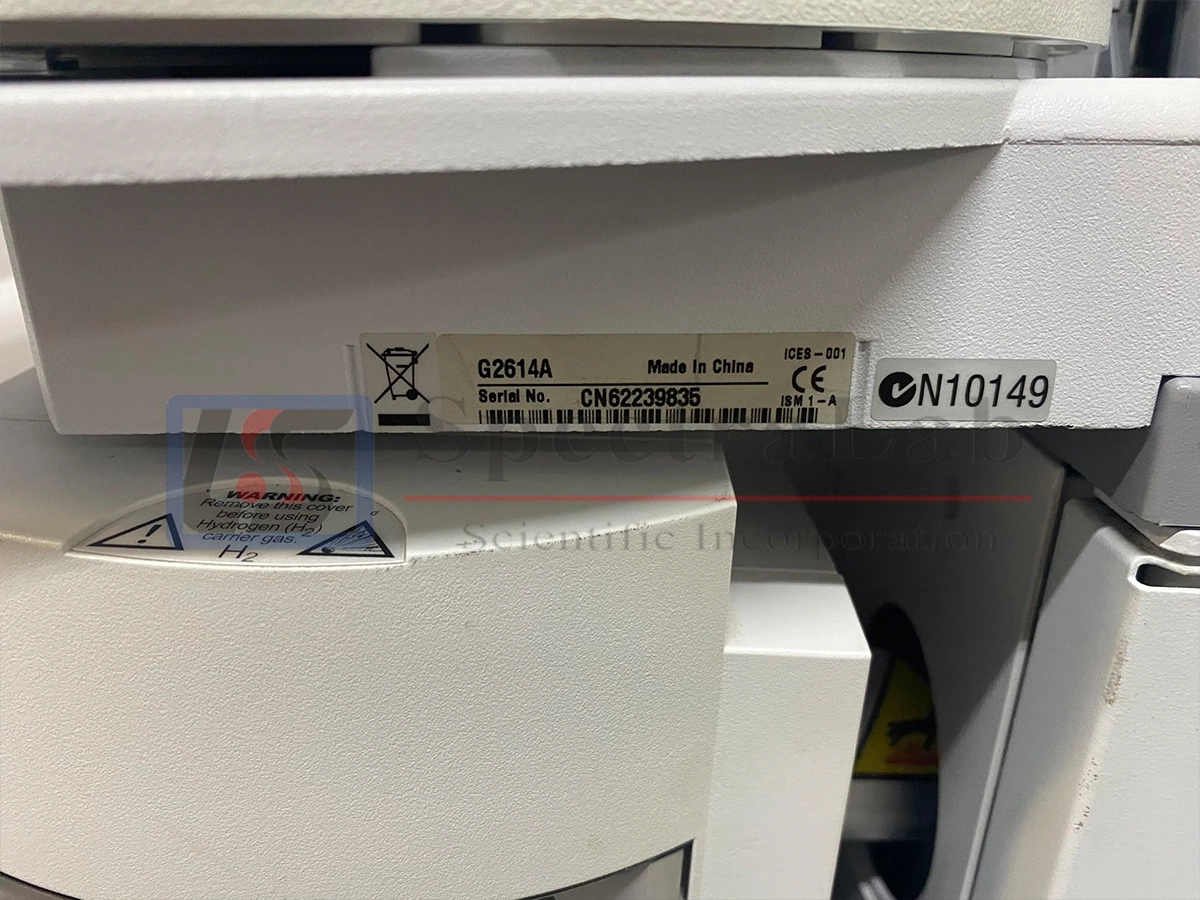 G2614A Made In China
Serial No. CN62239835
ICES-001
CE
ISM 1-A
N10149
SpectraLab
Scientific Incorporation
WARNING:
Remove this cover
before using
Hydrogen (H₂)
carrier gas.
H₂